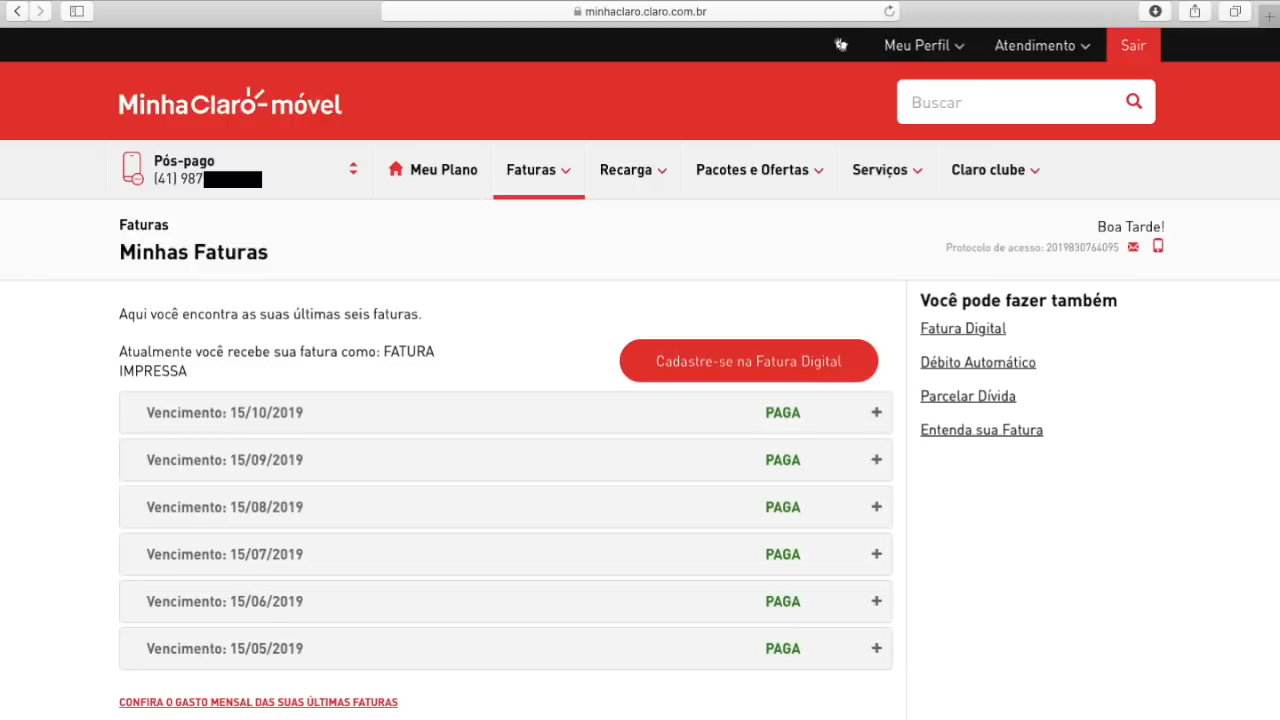 minhaclaro.claro.com.br
Meu Perfil
Atendimento
Sair
MinhaClaro-móvel
Buscar
Pós-pago
(41) 987
Meu Plano
Faturas
Recarga
Pacotes e Ofertas
Serviços
Claro clube
Faturas
Minhas Faturas
Boa Tarde!
Protocolo de acesso: 2019830764095
Aqui você encontra as suas últimas seis faturas.
Atualmente você recebe sua fatura como: FATURA
IMPRESSA
Cadastre-se na Fatura Digital
Vencimento: 15/10/2019 PAGA +
Vencimento: 15/09/2019 PAGA +
Vencimento: 15/08/2019 PAGA +
Vencimento: 15/07/2019 PAGA +
Vencimento: 15/06/2019 PAGA +
Vencimento: 15/05/2019 PAGA +
CONFIRA O GASTO MENSAL DAS SUAS ÚLTIMAS FATURAS
Você pode fazer também
Fatura Digital
Débito Automático
Parcelar Dívida
Entenda sua Fatura